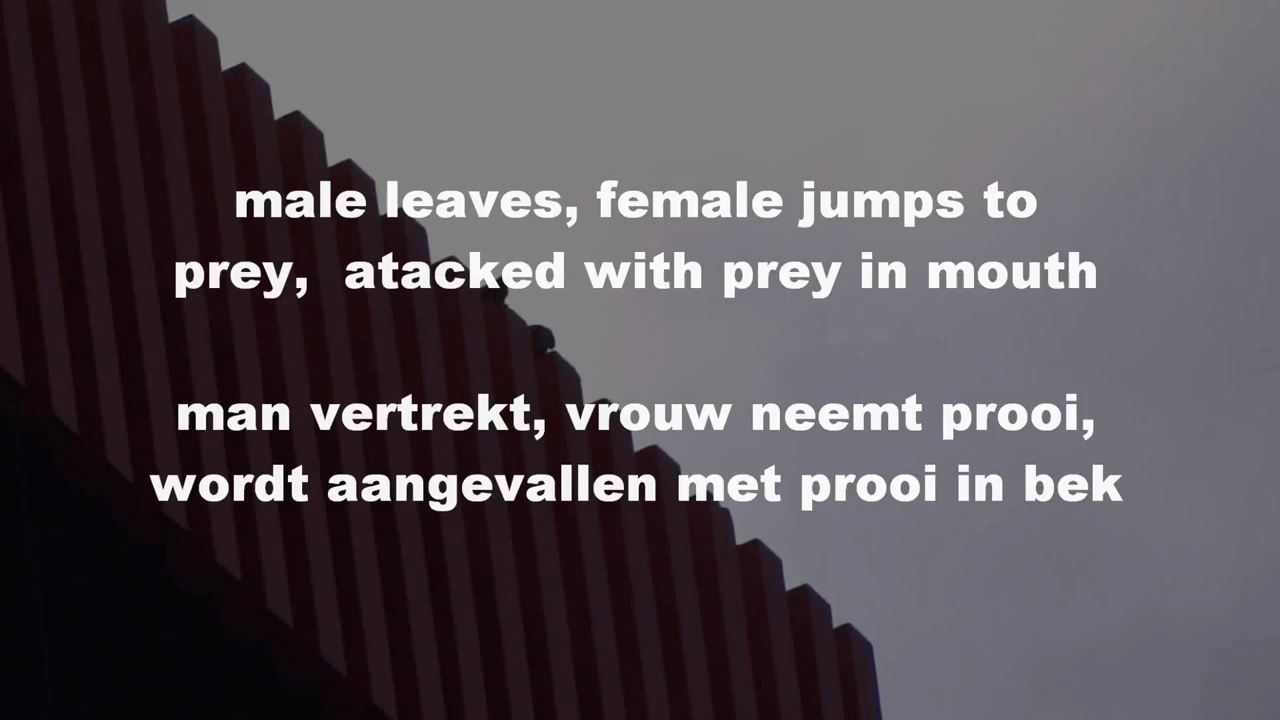 male leaves, female jumps to
prey,  atacked with prey in mouth
man vertrekt, vrouw neemt prooi,
wordt aangevallen met prooi in bek